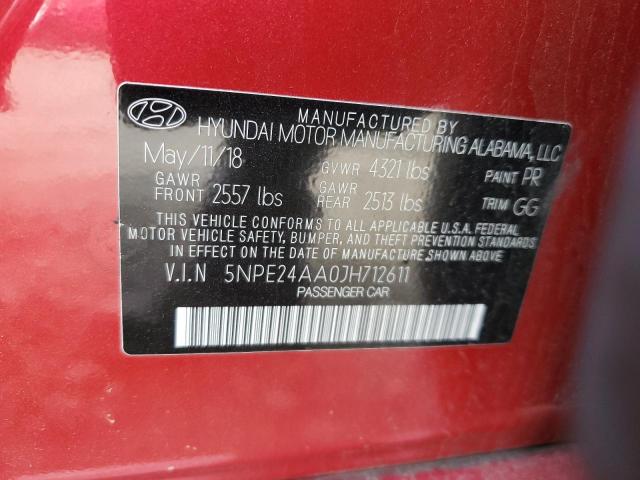 MANUFACTURED BY
HYUNDAI MOTOR MANUFACTURING ALABAMA, LLC
May/11/18 GVWR 4321 lbs PAINT PR
GAWR FRONT 2557 lbs GAWR REAR 2513 lbs TRIM GG
THIS VEHICLE CONFORMS TO ALL APPLICABLE U.S.A. FEDERAL
MOTOR VEHICLE SAFETY, BUMPER, AND THEFT PREVENTION STANDARDS
IN EFFECT ON THE DATE OF MANUFACTURE SHOWN ABOVE.
V.I.N 5NPE24AA0JH712611
PASSENGER CAR